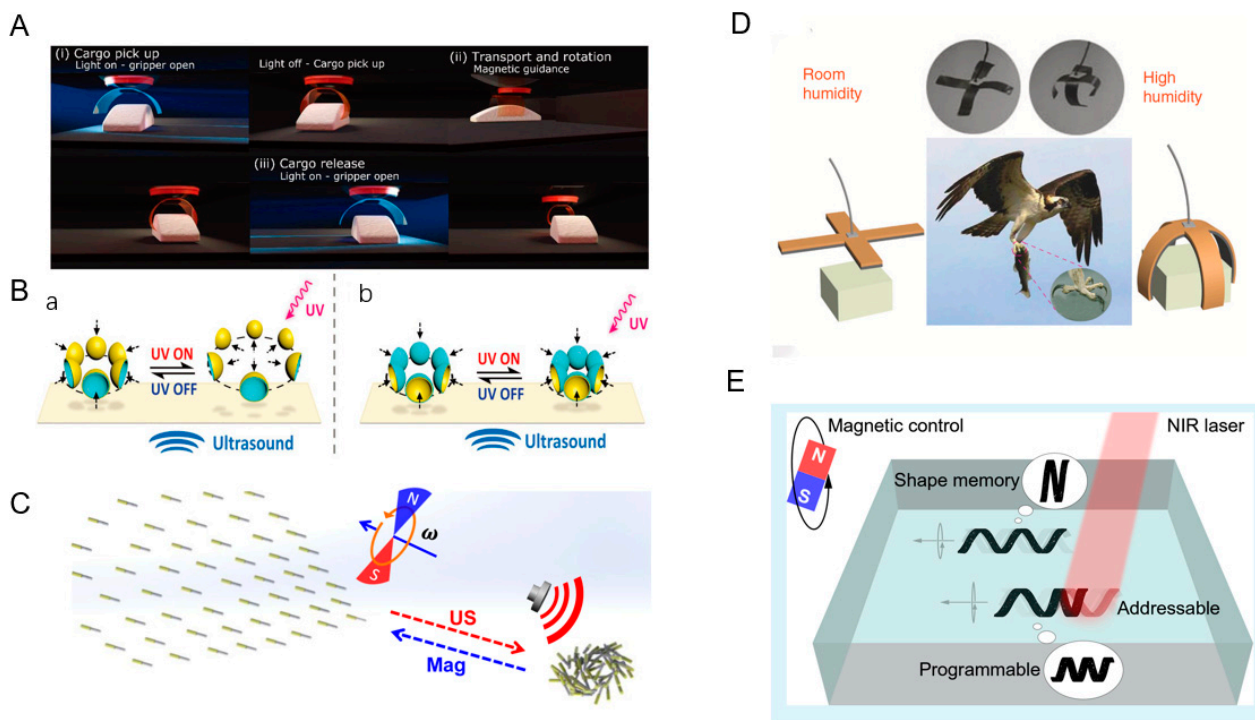 A
(i) Cargo pick up
Light on - gripper open
Light off - Cargo pick up
(ii) Transport and rotation
Magnetic guidance
(iii) Cargo release
Light on - gripper open
B
a
UV
UV ON
UV OFF
Ultrasound
b
UV
UV ON
UV OFF
Ultrasound
C
N
S
ω
US
Mag
D
Room
humidity
High
humidity
E
Magnetic control
NIR laser
N
S
Shape memory
Addressable
Programmable